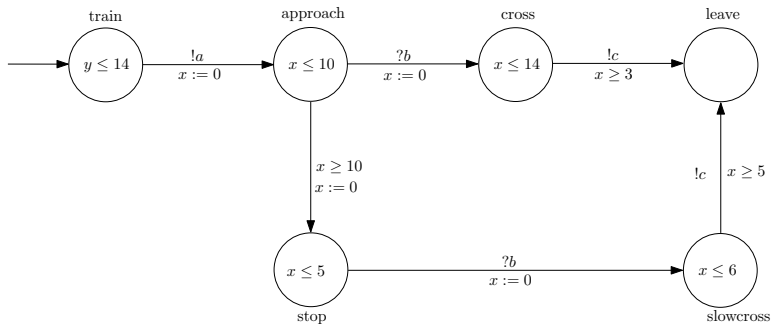 train
approach
cross
leave
y ≤ 14
!a
x := 0
x ≤ 10
?b
x := 0
x ≤ 14
!c
x ≥ 3
x ≥ 10
x := 0
!c
x ≥ 5
x ≤ 5
?b
x := 0
x ≤ 6
stop
slowcross